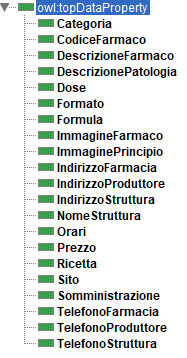 owl:topDataProperty
Categoria
CodiceFarmaco
DescrizioneFarmaco
DescrizionePatologia
Dose
Formato
Formula
ImmagineFarmaco
ImmaginePrincipio
IndirizzoFarmacia
IndirizzoProduttore
IndirizzoStruttura
NomeStruttura
Orari
Prezzo
Ricetta
Sito
Somministrazione
TelefonoFarmacia
TelefonoProduttore
TelefonoStruttura